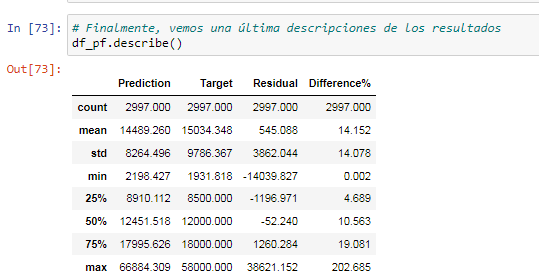 In [73]: # Finalmente, vemos una última descripciones de los resultados
df_pf.describe()
Out[73]:
Prediction Target Residual Difference%
count 2997.000 2997.000 2997.000 2997.000
mean 14489.260 15034.348 545.088 14.152
std 8264.496 9786.367 3862.044 14.078
min 2198.427 1931.818 -14039.827 0.002
25% 8910.112 8500.000 -1196.971 4.689
50% 12451.518 12000.000 -52.240 10.563
75% 17995.626 18000.000 1260.284 19.081
max 66884.309 58000.000 38621.152 202.685